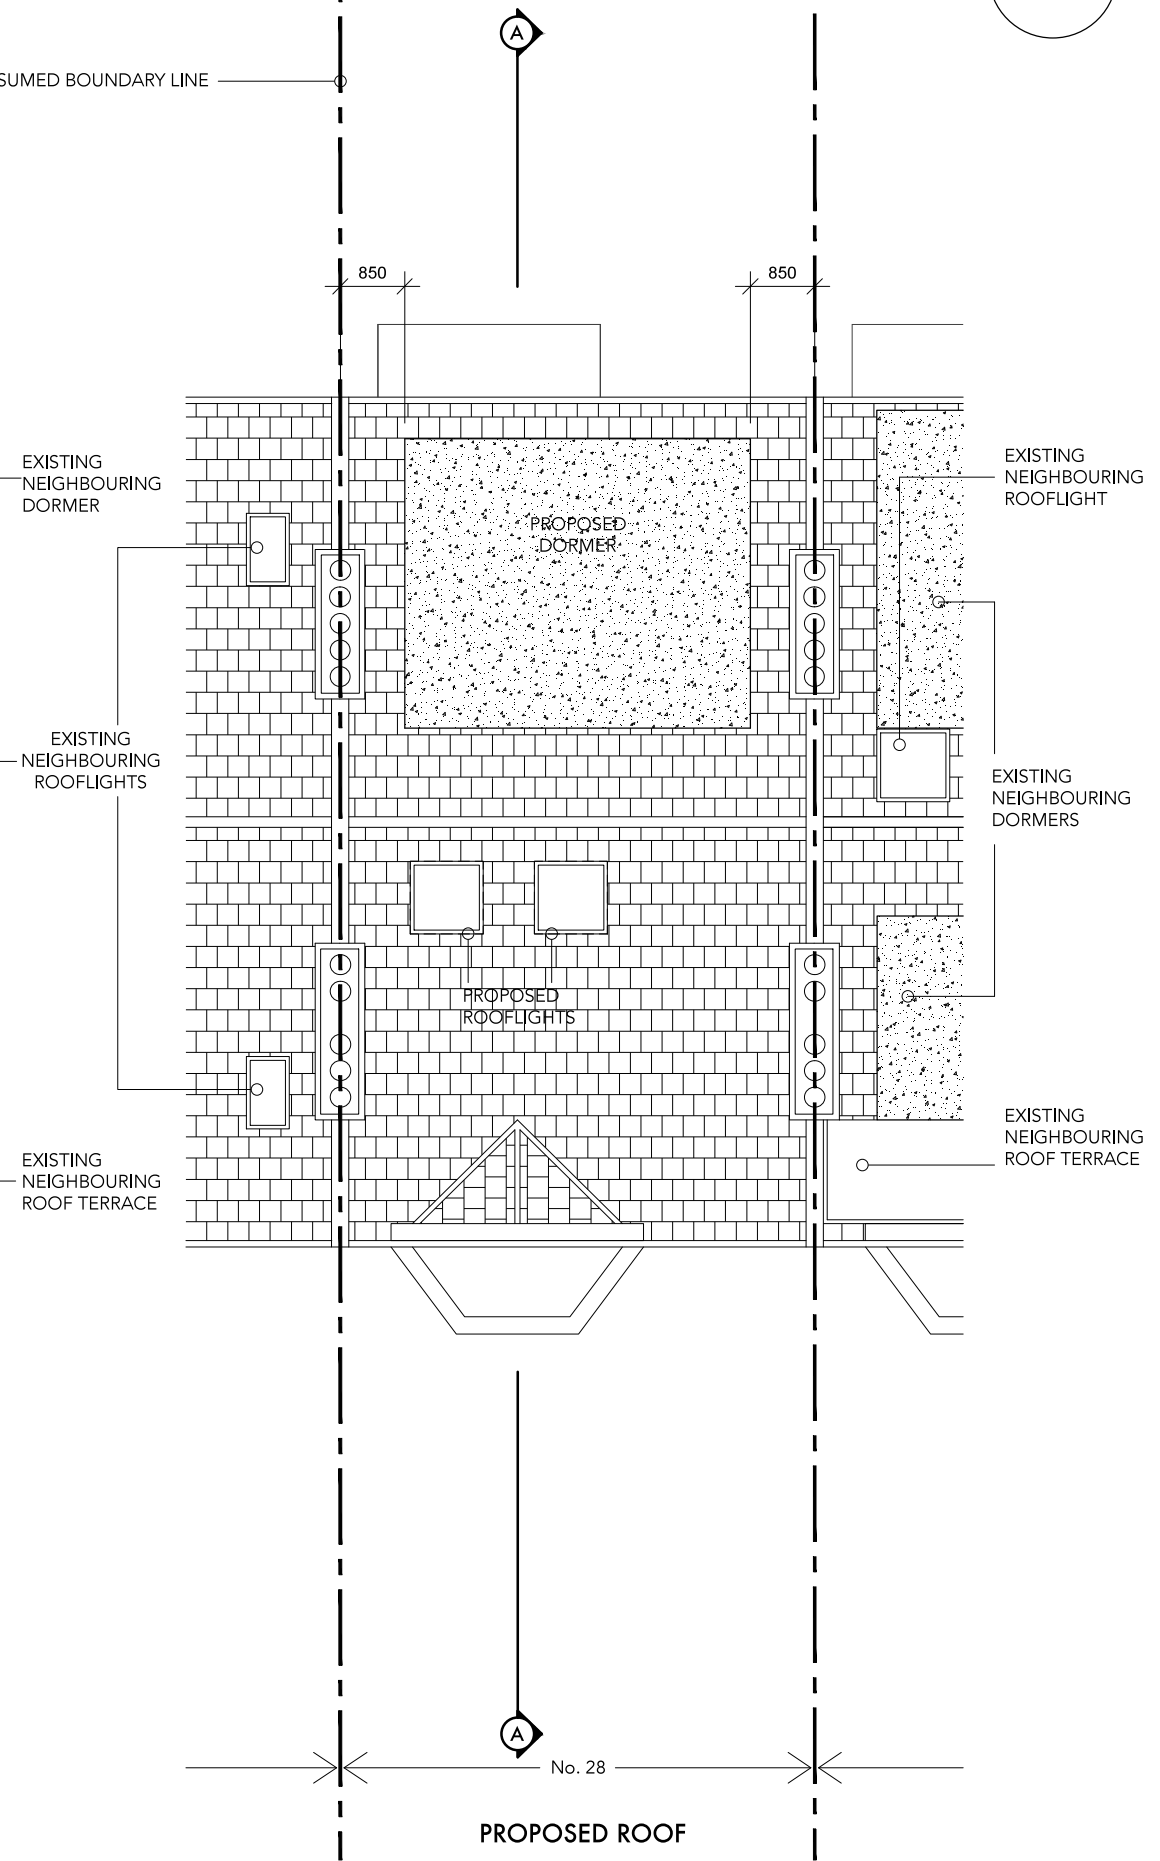 A
SUMED BOUNDARY LINE
850
850
EXISTING
NEIGHBOURING
DORMER
EXISTING
NEIGHBOURING
ROOFLIGHT
PROPOSED
DORMER
EXISTING
NEIGHBOURING
ROOFLIGHTS
EXISTING
NEIGHBOURING
DORMERS
PROPOSED
ROOFLIGHTS
EXISTING
NEIGHBOURING
ROOF TERRACE
EXISTING
NEIGHBOURING
ROOF TERRACE
A
No. 28
PROPOSED ROOF